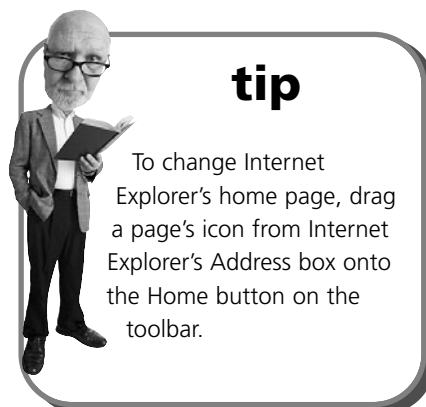 tip
To change Internet
Explorer’s home page, drag
a page’s icon from Internet
Explorer’s Address box onto
the Home button on the
toolbar.